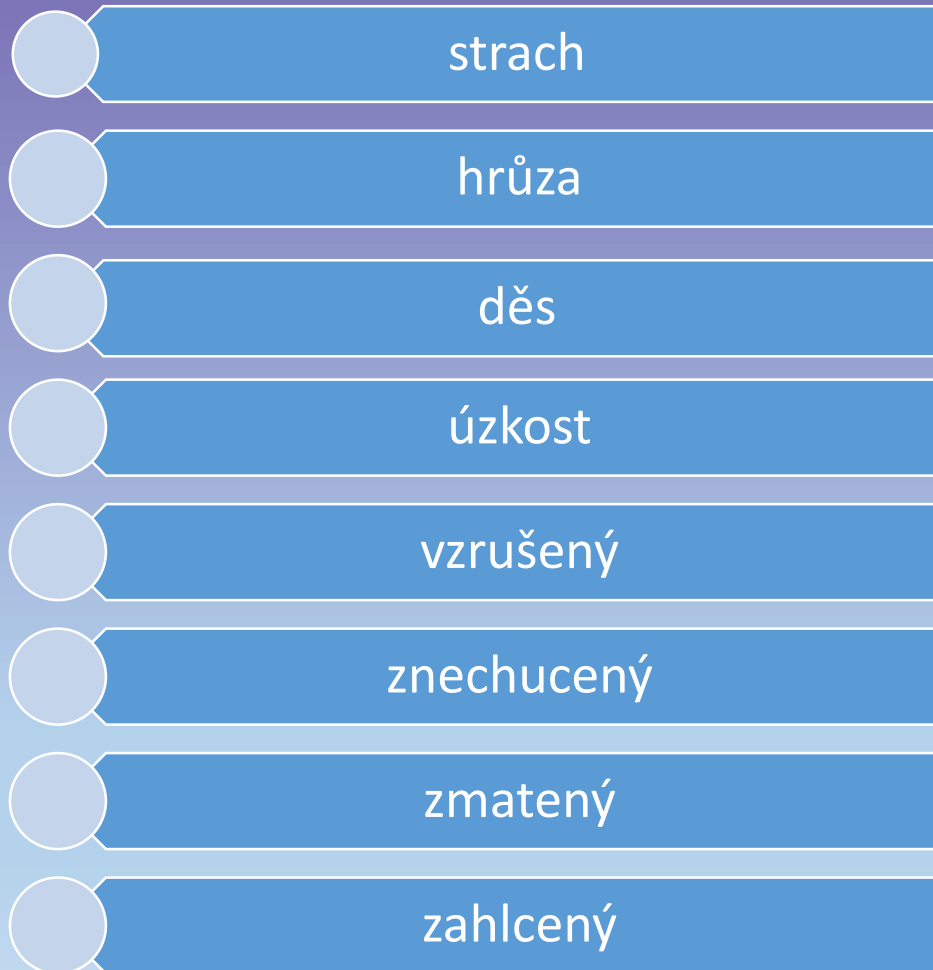 strach
hrůza
děs
úzkost
vzrušený
znechucený
zmatený
zahlcený